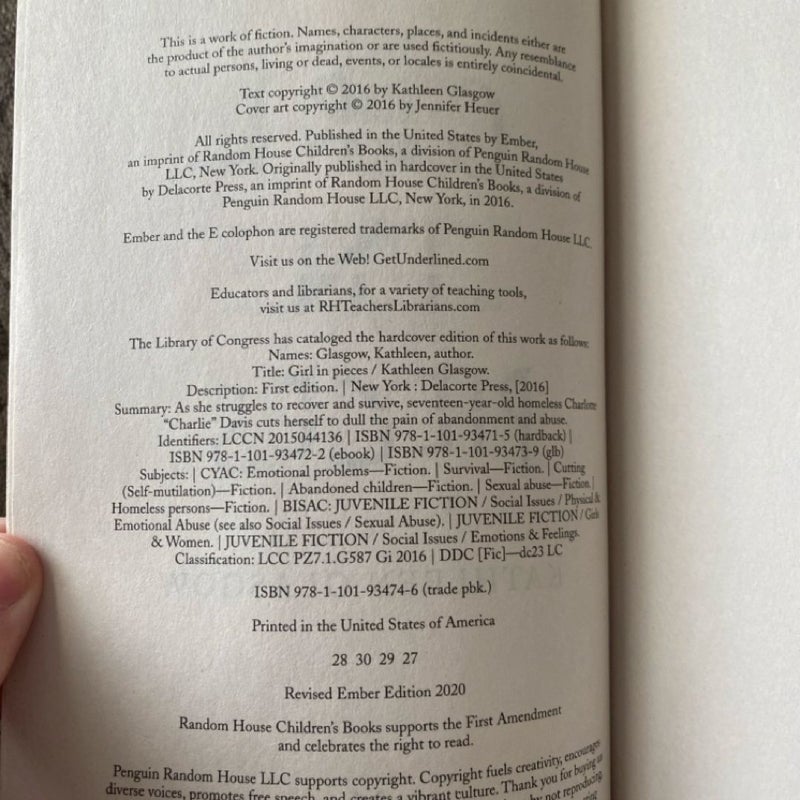 This is a work of fiction. Names, characters, places, and incidents either are
the product of the author's imagination or are used fictitiously. Any resemblance
to actual persons, living or dead, events, or locales is entirely coincidental.
Text copyright © 2016 by Kathleen Glasgow
Cover art copyright © 2016 by Jennifer Heuer
All rights reserved. Published in the United States by Ember,
an imprint of Random House Children's Books, a division of Penguin Random House
LLC, New York. Originally published in hardcover in the United States
by Delacorte Press, an imprint of Random House Children's Books, a division of
Penguin Random House LLC, New York, in 2016.
Ember and the E colophon are registered trademarks of Penguin Random House LLC.
Visit us on the Web! GetUnderlined.com
Educators and librarians, for a variety of teaching tools,
visit us at RHTeachersLibrarians.com
The Library of Congress has cataloged the hardcover edition of this work as follows:
Names: Glasgow, Kathleen, author.
Title: Girl in pieces / Kathleen Glasgow.
Description: First edition. | New York : Delacorte Press, [2016]
Summary: As she struggles to recover and survive, seventeen-year-old homeless Charlotte
"Charlie" Davis cuts herself to dull the pain of abandonment and abuse.
Identifiers: LCCN 2015044136 | ISBN 978-1-101-93471-5 (hardback) |
ISBN 978-1-101-93472-2 (ebook) | ISBN 978-1-101-93473-9 (glb)
Subjects: | CYAC: Emotional problems—Fiction. | Survival—Fiction. | Cutting
(Self-mutilation)—Fiction. | Abandoned children—Fiction. | Sexual abuse—Fiction. |
Homeless persons—Fiction. | BISAC: JUVENILE FICTION / Social Issues / Physical &
Emotional Abuse (see also Social Issues / Sexual Abuse). | JUVENILE FICTION / Girls
& Women. | JUVENILE FICTION / Social Issues / Emotions & Feelings.
Classification: LCC PZ7.1.G587 Gi 2016 | DDC [Fic]—dc23 LC
ISBN 978-1-101-93474-6 (trade pbk.)
Printed in the United States of America
28 30 29 27
Revised Ember Edition 2020
Random House Children's Books supports the First Amendment
and celebrates the right to read.
Penguin Random House LLC supports copyright. Copyright fuels creativity, encourages
diverse voices, promotes free speech, and creates a vibrant culture. Thank you for buying an
by not reproducing